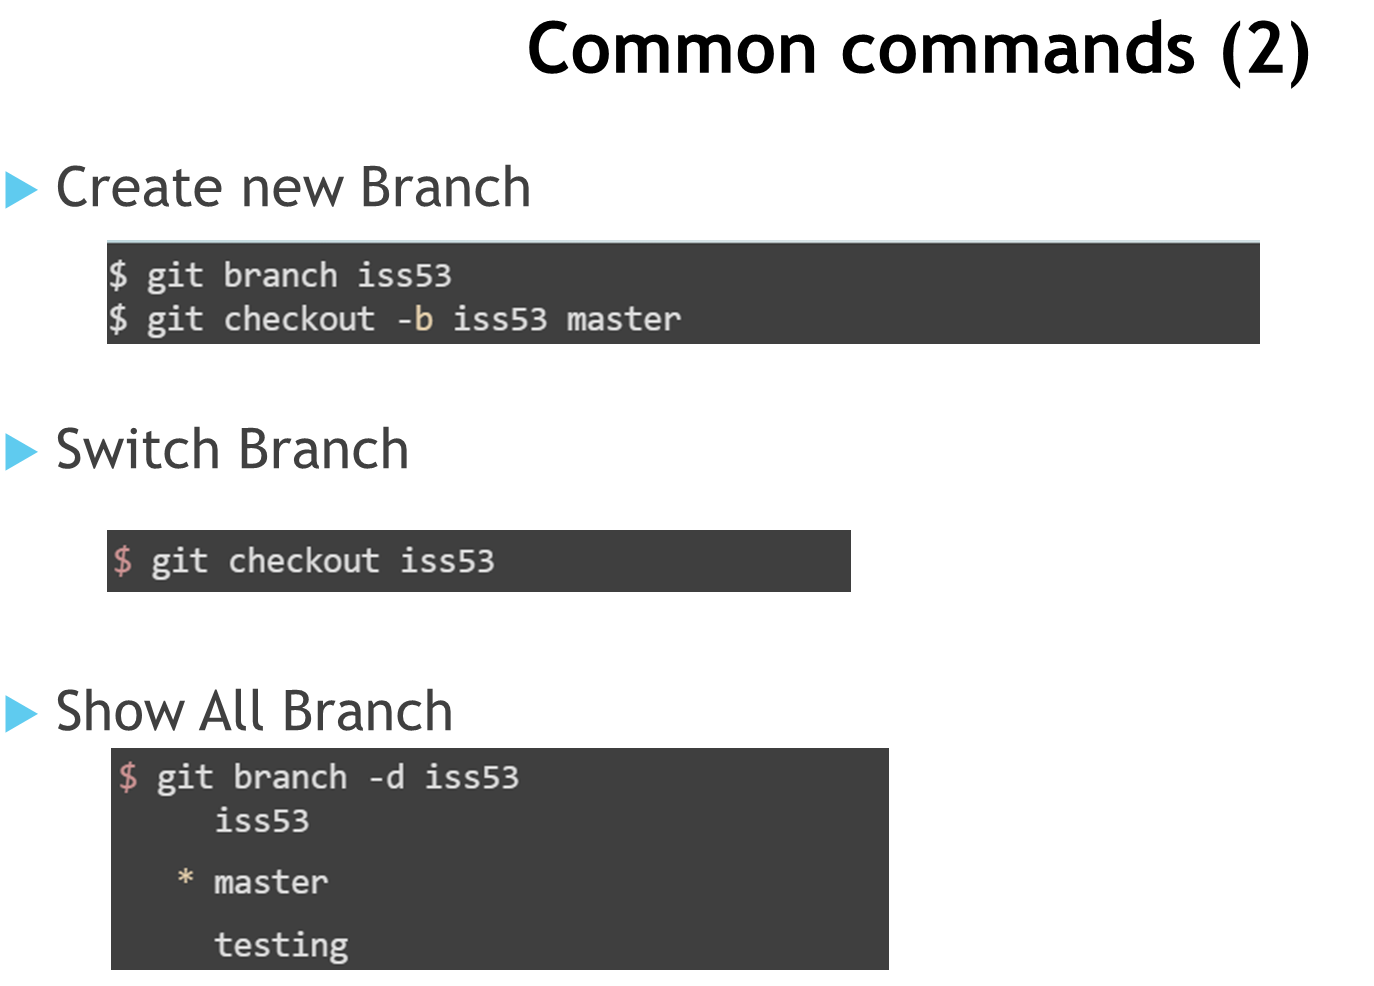 Common commands (2)
Create new Branch
$ git branch iss53
$ git checkout -b iss53 master
Switch Branch
$ git checkout iss53
Show All Branch
$ git branch -d iss53
iss53
* master
testing